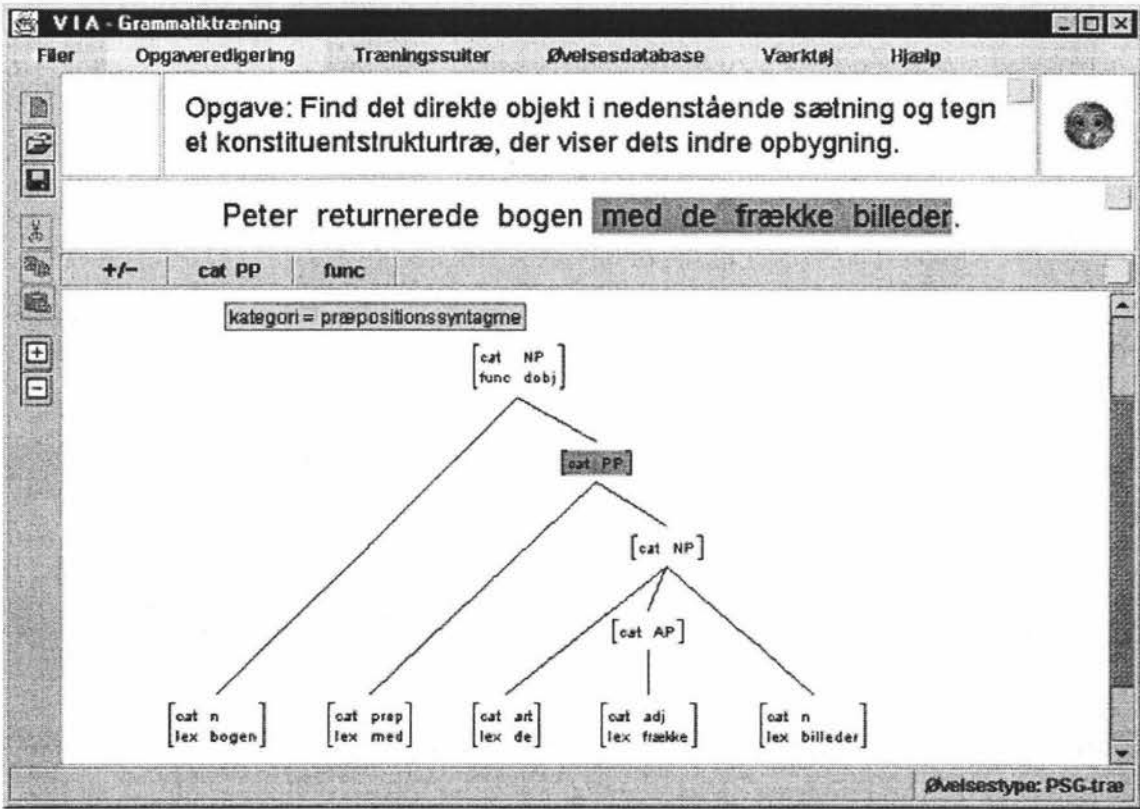 V I A - Grammatiktræning
Filer Opgaveredigering Træningssuiter Øvelsesdatabase Værktøj Hjælp
Opgave: Find det direkte objekt i nedenstående sætning og tegn
et konstituentstrukturtræ, der viser dets indre opbygning.
Peter returnerede bogen med de frække billeder.
+/- cat PP func
kategori = præpositionssyntagme
cat NP
func dobj
cat PP
cat NP
cat AP
cat n cat prep cat art cat adj cat n
lex bogen lex med lex de lex frække lex billeder
Øvelsestype: PSG-træ